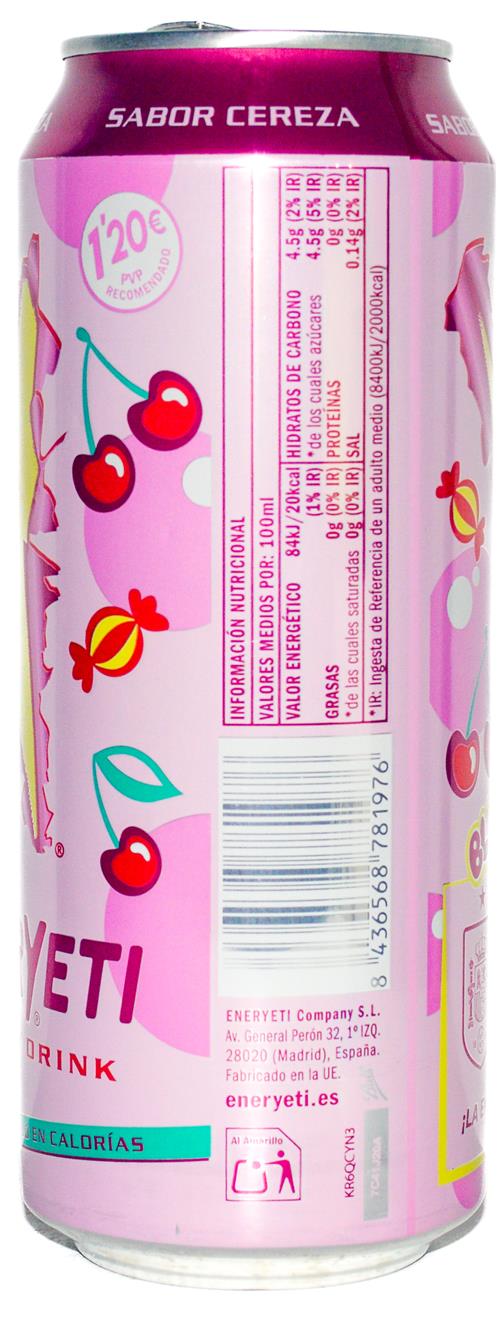 SABOR CEREZA
1'20€
PVP
RECOMENDADO
INFORMACIÓN NUTRICIONAL
VALORES MEDIOS POR: 100ml
VALOR ENERGÉTICO 84kJ/20kcal
(1% IR)
GRASAS 0g (0% IR)
*de las cuales saturadas 0g (0% IR)
HIDRATOS DE CARBONO 4.5g (2% IR)
*de los cuales azúcares 4.5g (5% IR)
PROTEÍNAS 0g (0% IR)
SAL 0.14g (2% IR)
*IR: Ingesta de Referencia de un adulto medio (8400kJ/2000kcal)
8 436568 781976
®
YETI
®
DRINK
EN CALORÍAS
ENERYETI Company S.L.
Av. General Perón 32, 1º IZQ.
28020 (Madrid), España.
Fabricado en la UE.
eneryeti.es
Al Amarillo
KR6QCYN3
¡LA